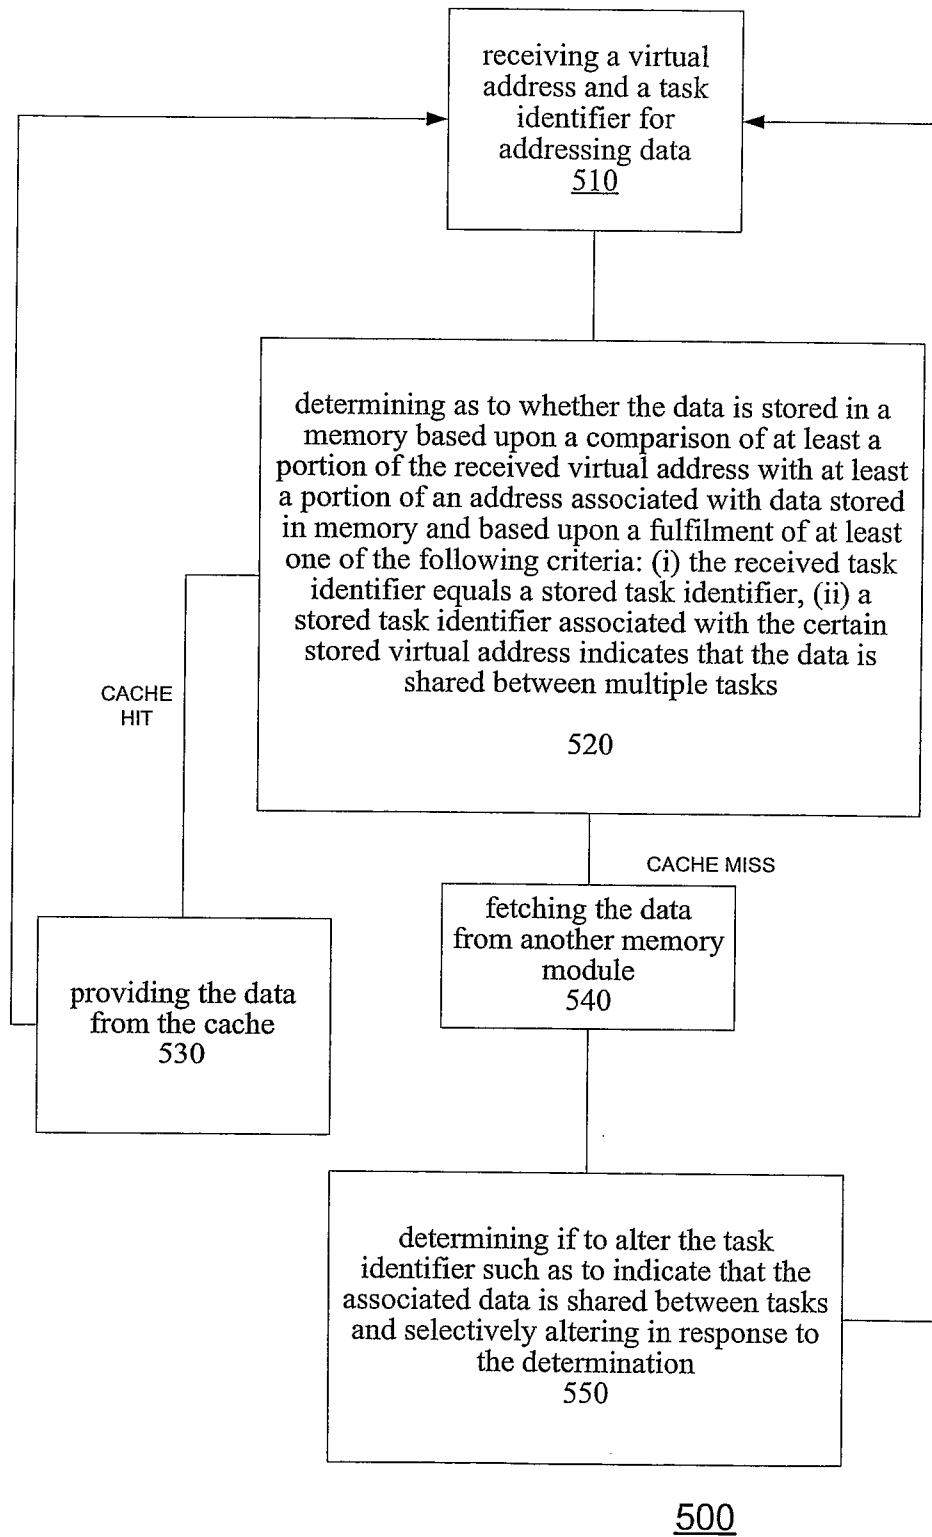 receiving a virtual
address and a task
identifier for
addressing data
510
determining as to whether the data is stored in a
memory based upon a comparison of at least a
portion of the received virtual address with at least
a portion of an address associated with data stored
in memory and based upon a fulfilment of at least
one of the following criteria: (i) the received task
identifier equals a stored task identifier, (ii) a
stored task identifier associated with the certain
stored virtual address indicates that the data is
shared between multiple tasks
520
CACHE
HIT
CACHE MISS
fetching the data
from another memory
module
540
providing the data
from the cache
530
determining if to alter the task
identifier such as to indicate that the
associated data is shared between tasks
and selectively altering in response to
the determination
550
500